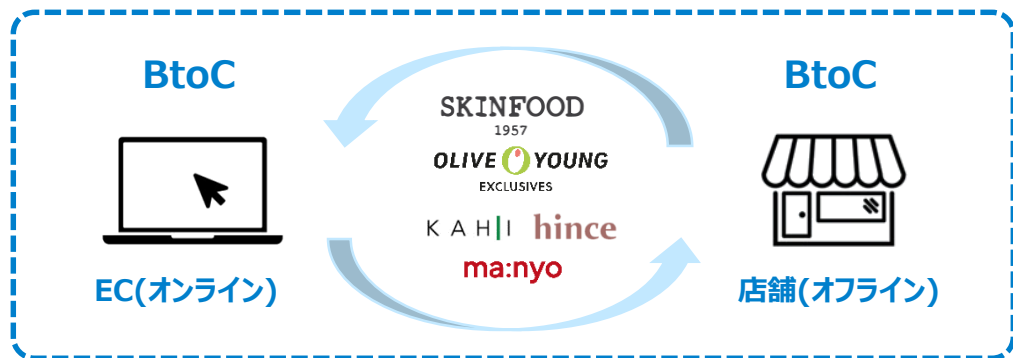 BtoC
EC(オンライン)
SKINFOOD
1957
OLIVE YOUNG
EXCLUSIVES
KAHI hince
ma:nyo
BtoC
店舗(オフライン)